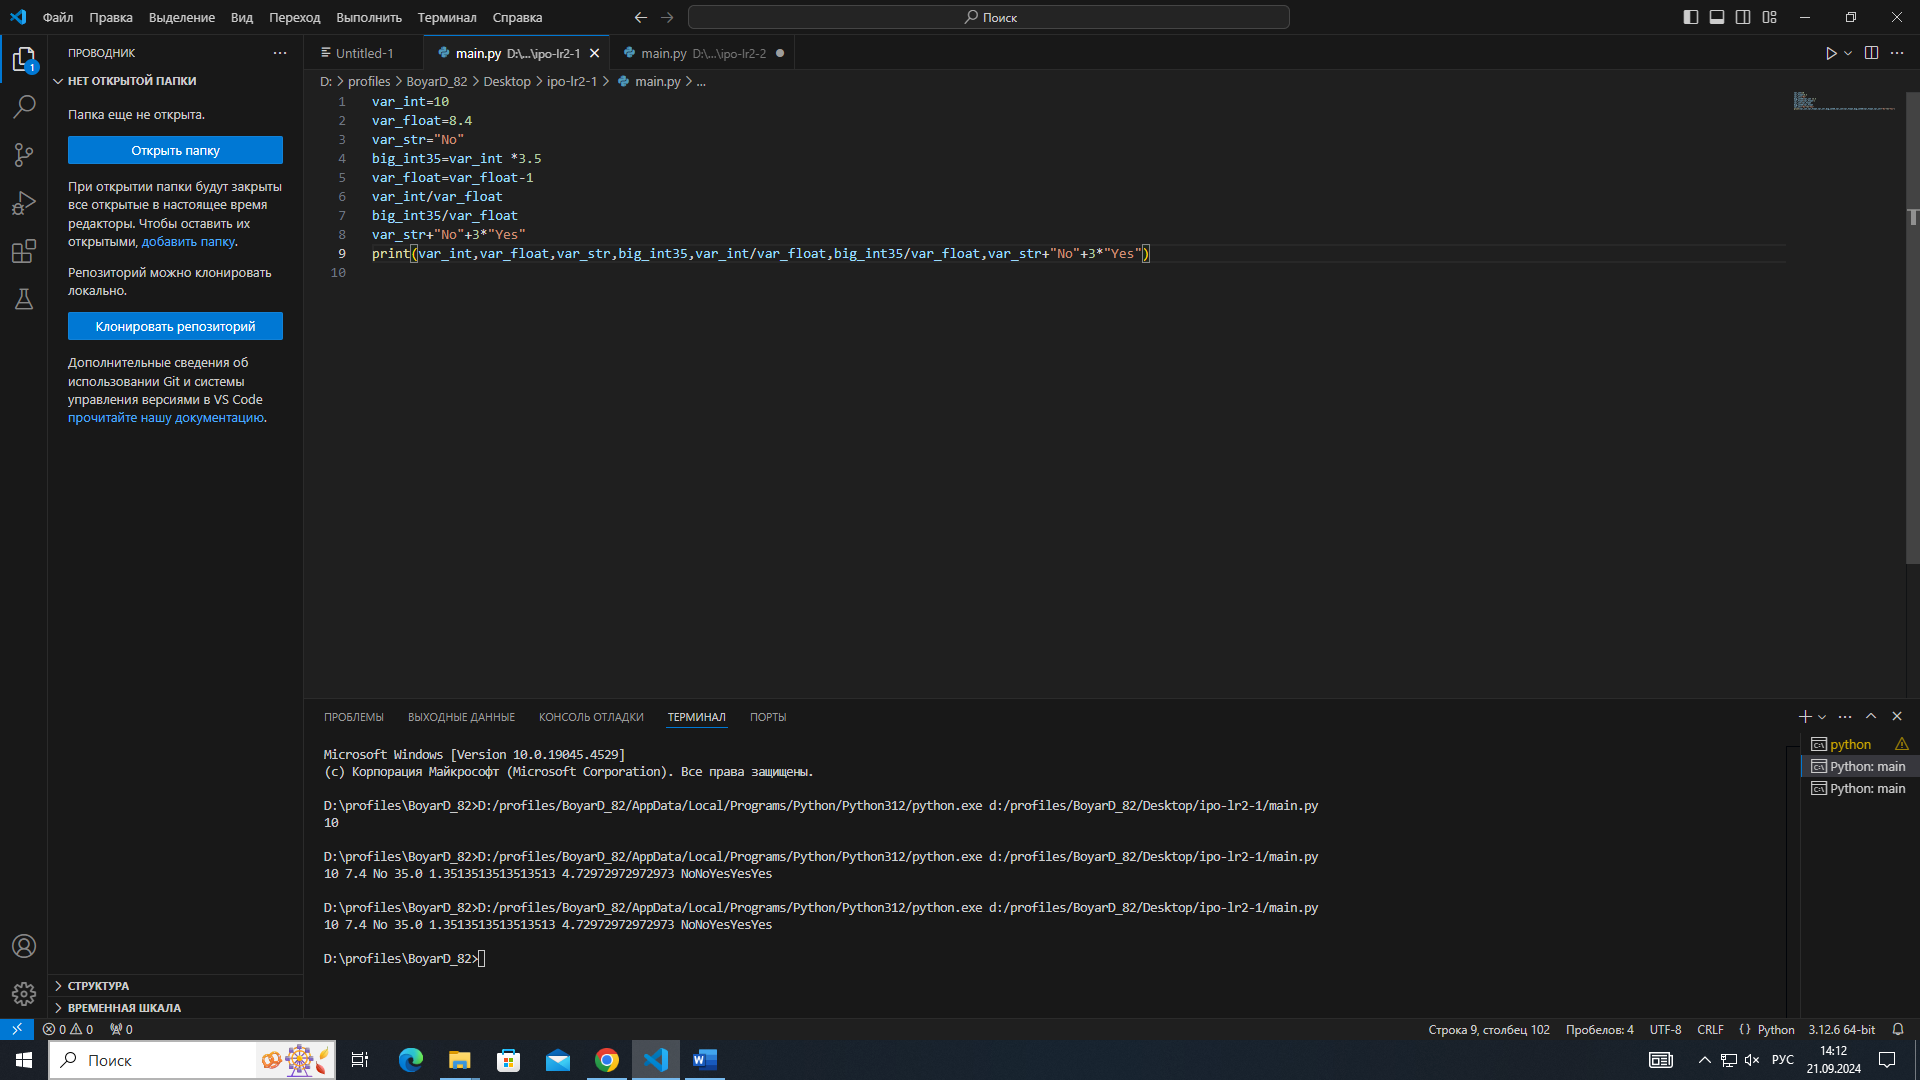 Файл Правка Выделение Вид Переход Выполнить Терминал Справка
Поиск
ПРОВОДНИК
НЕТ ОТКРЫТОЙ ПАПКИ
Папка еще не открыта.
Открыть папку
При открытии папки будут закрыты
все открытые в настоящее время
редакторы. Чтобы оставить их
открытыми, добавить папку.
Репозиторий можно клонировать
локально.
Клонировать репозиторий
Дополнительные сведения об
использовании Git и системы
управления версиями в VS Code
прочитайте нашу документацию.
СТРУКТУРА
ВРЕМЕННАЯ ШКАЛА
Untitled-1 main.py D:\...\ipo-lr2-1 main.py D:\...\ipo-lr2-2
D: > profiles > BoyarD_82 > Desktop > ipo-lr2-1 > main.py > ...
1 var_int=10
2 var_float=8.4
3 var_str="No"
4 big_int35=var_int *3.5
5 var_float=var_float-1
6 var_int/var_float
7 big_int35/var_float
8 var_str+"No"+3*"Yes"
9 print(var_int,var_float,var_str,big_int35,var_int/var_float,big_int35/var_float,var_str+"No"+3*"Yes")
10
ПРОБЛЕМЫ ВЫХОДНЫЕ ДАННЫЕ КОНСОЛЬ ОТЛАДКИ ТЕРМИНАЛ ПОРТЫ
Microsoft Windows [Version 10.0.19045.4529]
(c) Корпорация Майкрософт (Microsoft Corporation). Все права защищены.
D:\profiles\BoyarD_82>D:/profiles/BoyarD_82/AppData/Local/Programs/Python/Python312/python.exe d:/profiles/BoyarD_82/Desktop/ipo-lr2-1/main.py
10
D:\profiles\BoyarD_82>D:/profiles/BoyarD_82/AppData/Local/Programs/Python/Python312/python.exe d:/profiles/BoyarD_82/Desktop/ipo-lr2-1/main.py
10 7.4 No 35.0 1.3513513513513513 4.72972972972973 NoNoYesYesYes
D:\profiles\BoyarD_82>D:/profiles/BoyarD_82/AppData/Local/Programs/Python/Python312/python.exe d:/profiles/BoyarD_82/Desktop/ipo-lr2-1/main.py
10 7.4 No 35.0 1.3513513513513513 4.72972972972973 NoNoYesYesYes
D:\profiles\BoyarD_82>
python
Python: main
Python: main
0 0 0
Строка 9, столбец 102 Пробелов: 4 UTF-8 CRLF {} Python 3.12.6 64-bit
Поиск
РУС
14:12
21.09.2024